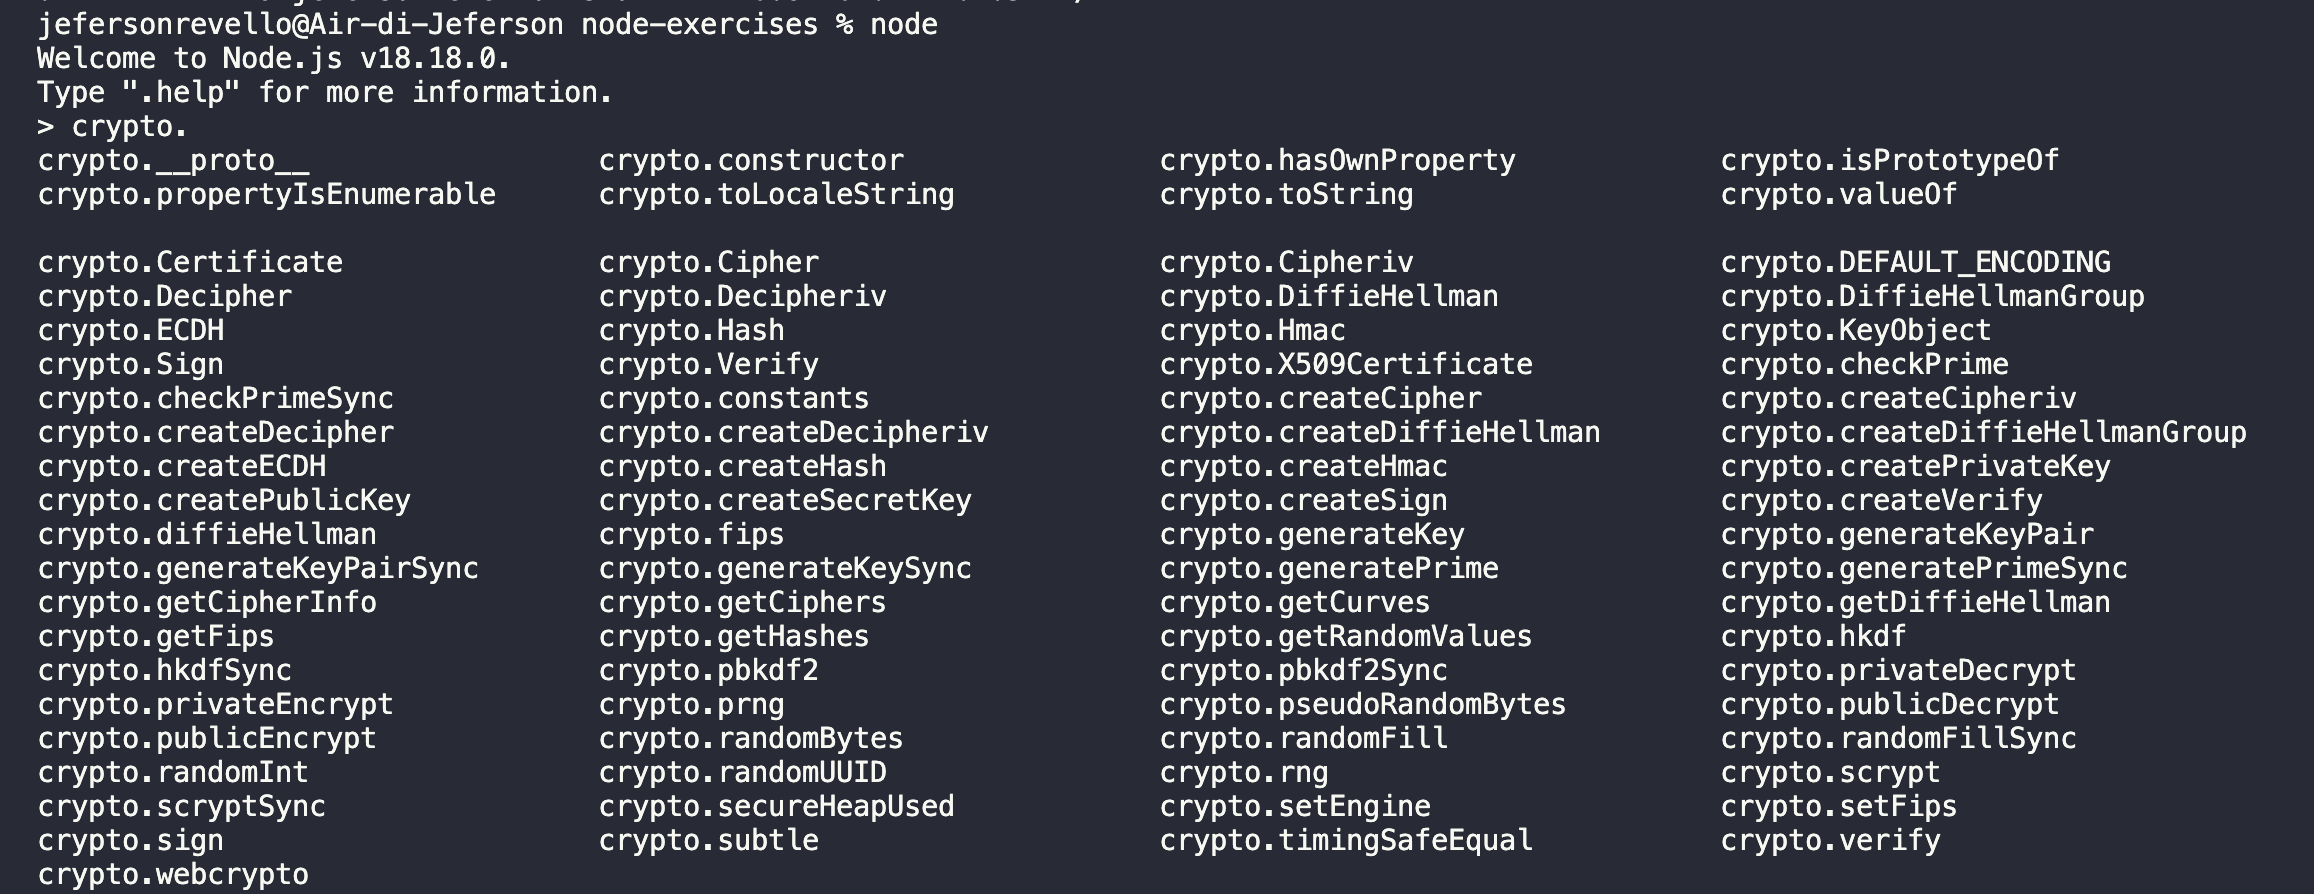 jefersonrevello@Air-di-Jeferson node-exercises % node
Welcome to Node.js v18.18.0.
Type ".help" for more information.
> crypto.
crypto.__proto__ crypto.constructor crypto.hasOwnProperty crypto.isPrototypeOf
crypto.propertyIsEnumerable crypto.toLocaleString crypto.toString crypto.valueOf
crypto.Certificate crypto.Cipher crypto.Cipheriv crypto.DEFAULT_ENCODING
crypto.Decipher crypto.Decipheriv crypto.DiffieHellman crypto.DiffieHellmanGroup
crypto.ECDH crypto.Hash crypto.Hmac crypto.KeyObject
crypto.Sign crypto.Verify crypto.X509Certificate crypto.checkPrime
crypto.checkPrimeSync crypto.constants crypto.createCipher crypto.createCipheriv
crypto.createDecipher crypto.createDecipheriv crypto.createDiffieHellman crypto.createDiffieHellmanGroup
crypto.createECDH crypto.createHash crypto.createHmac crypto.createPrivateKey
crypto.createPublicKey crypto.createSecretKey crypto.createSign crypto.createVerify
crypto.diffieHellman crypto.fips crypto.generateKey crypto.generateKeyPair
crypto.generateKeyPairSync crypto.generateKeySync crypto.generatePrime crypto.generatePrimeSync
crypto.getCipherInfo crypto.getCiphers crypto.getCurves crypto.getDiffieHellman
crypto.getFips crypto.getHashes crypto.getRandomValues crypto.hkdf
crypto.hkdfSync crypto.pbkdf2 crypto.pbkdf2Sync crypto.privateDecrypt
crypto.privateEncrypt crypto.prng crypto.pseudoRandomBytes crypto.publicDecrypt
crypto.publicEncrypt crypto.randomBytes crypto.randomFill crypto.randomFillSync
crypto.randomInt crypto.randomUUID crypto.rng crypto.scrypt
crypto.scryptSync crypto.secureHeapUsed crypto.setEngine crypto.setFips
crypto.sign crypto.subtle crypto.timingSafeEqual crypto.verify
crypto.webcrypto